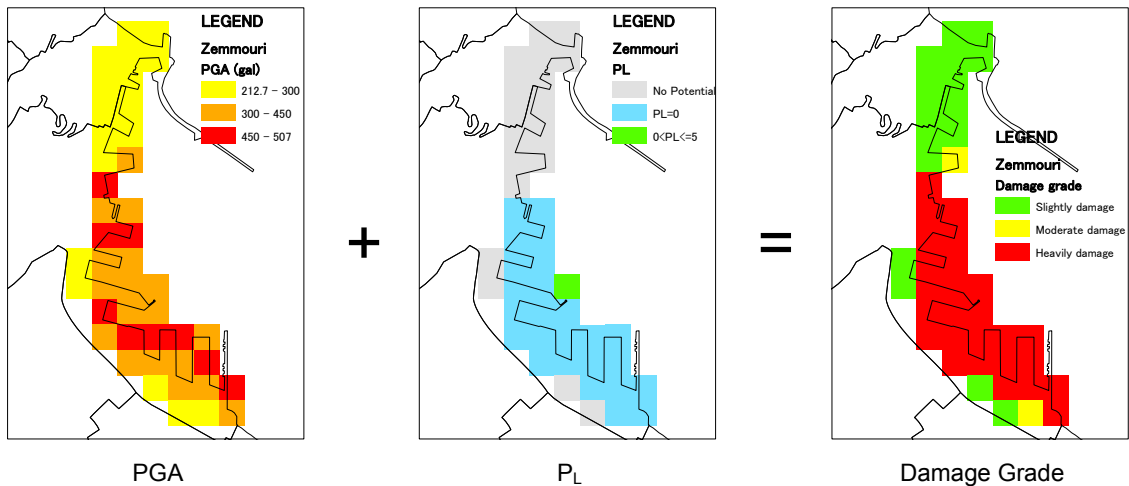 LEGEND
Zemmouri
PGA (gal)
212.7 - 300
300 - 450
450 - 507
PGA
+
LEGEND
Zemmouri
PL
No Potential
PL=0
0<PL<=5
PL
=
LEGEND
Zemmouri
Damage grade
Slightly damage
Moderate damage
Heavily damage
Damage Grade